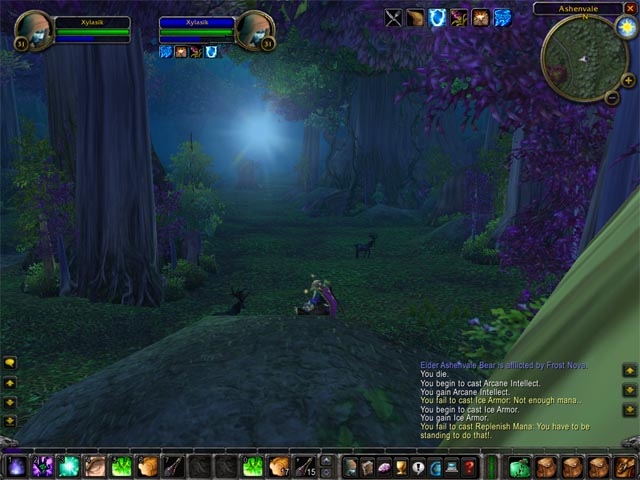 Xylasik
Xylasik
Ashenvale
N
31
31
Elder Ashenvale Bear is afflicted by Frost Nova.
You die.
You begin to cast Arcane Intellect.
You gain Arcane Intellect.
You fail to cast Ice Armor: Not enough mana..
You begin to cast Ice Armor.
You gain Ice Armor.
You fail to cast Replenish Mana: You have to be
standing to do that!.
17
15